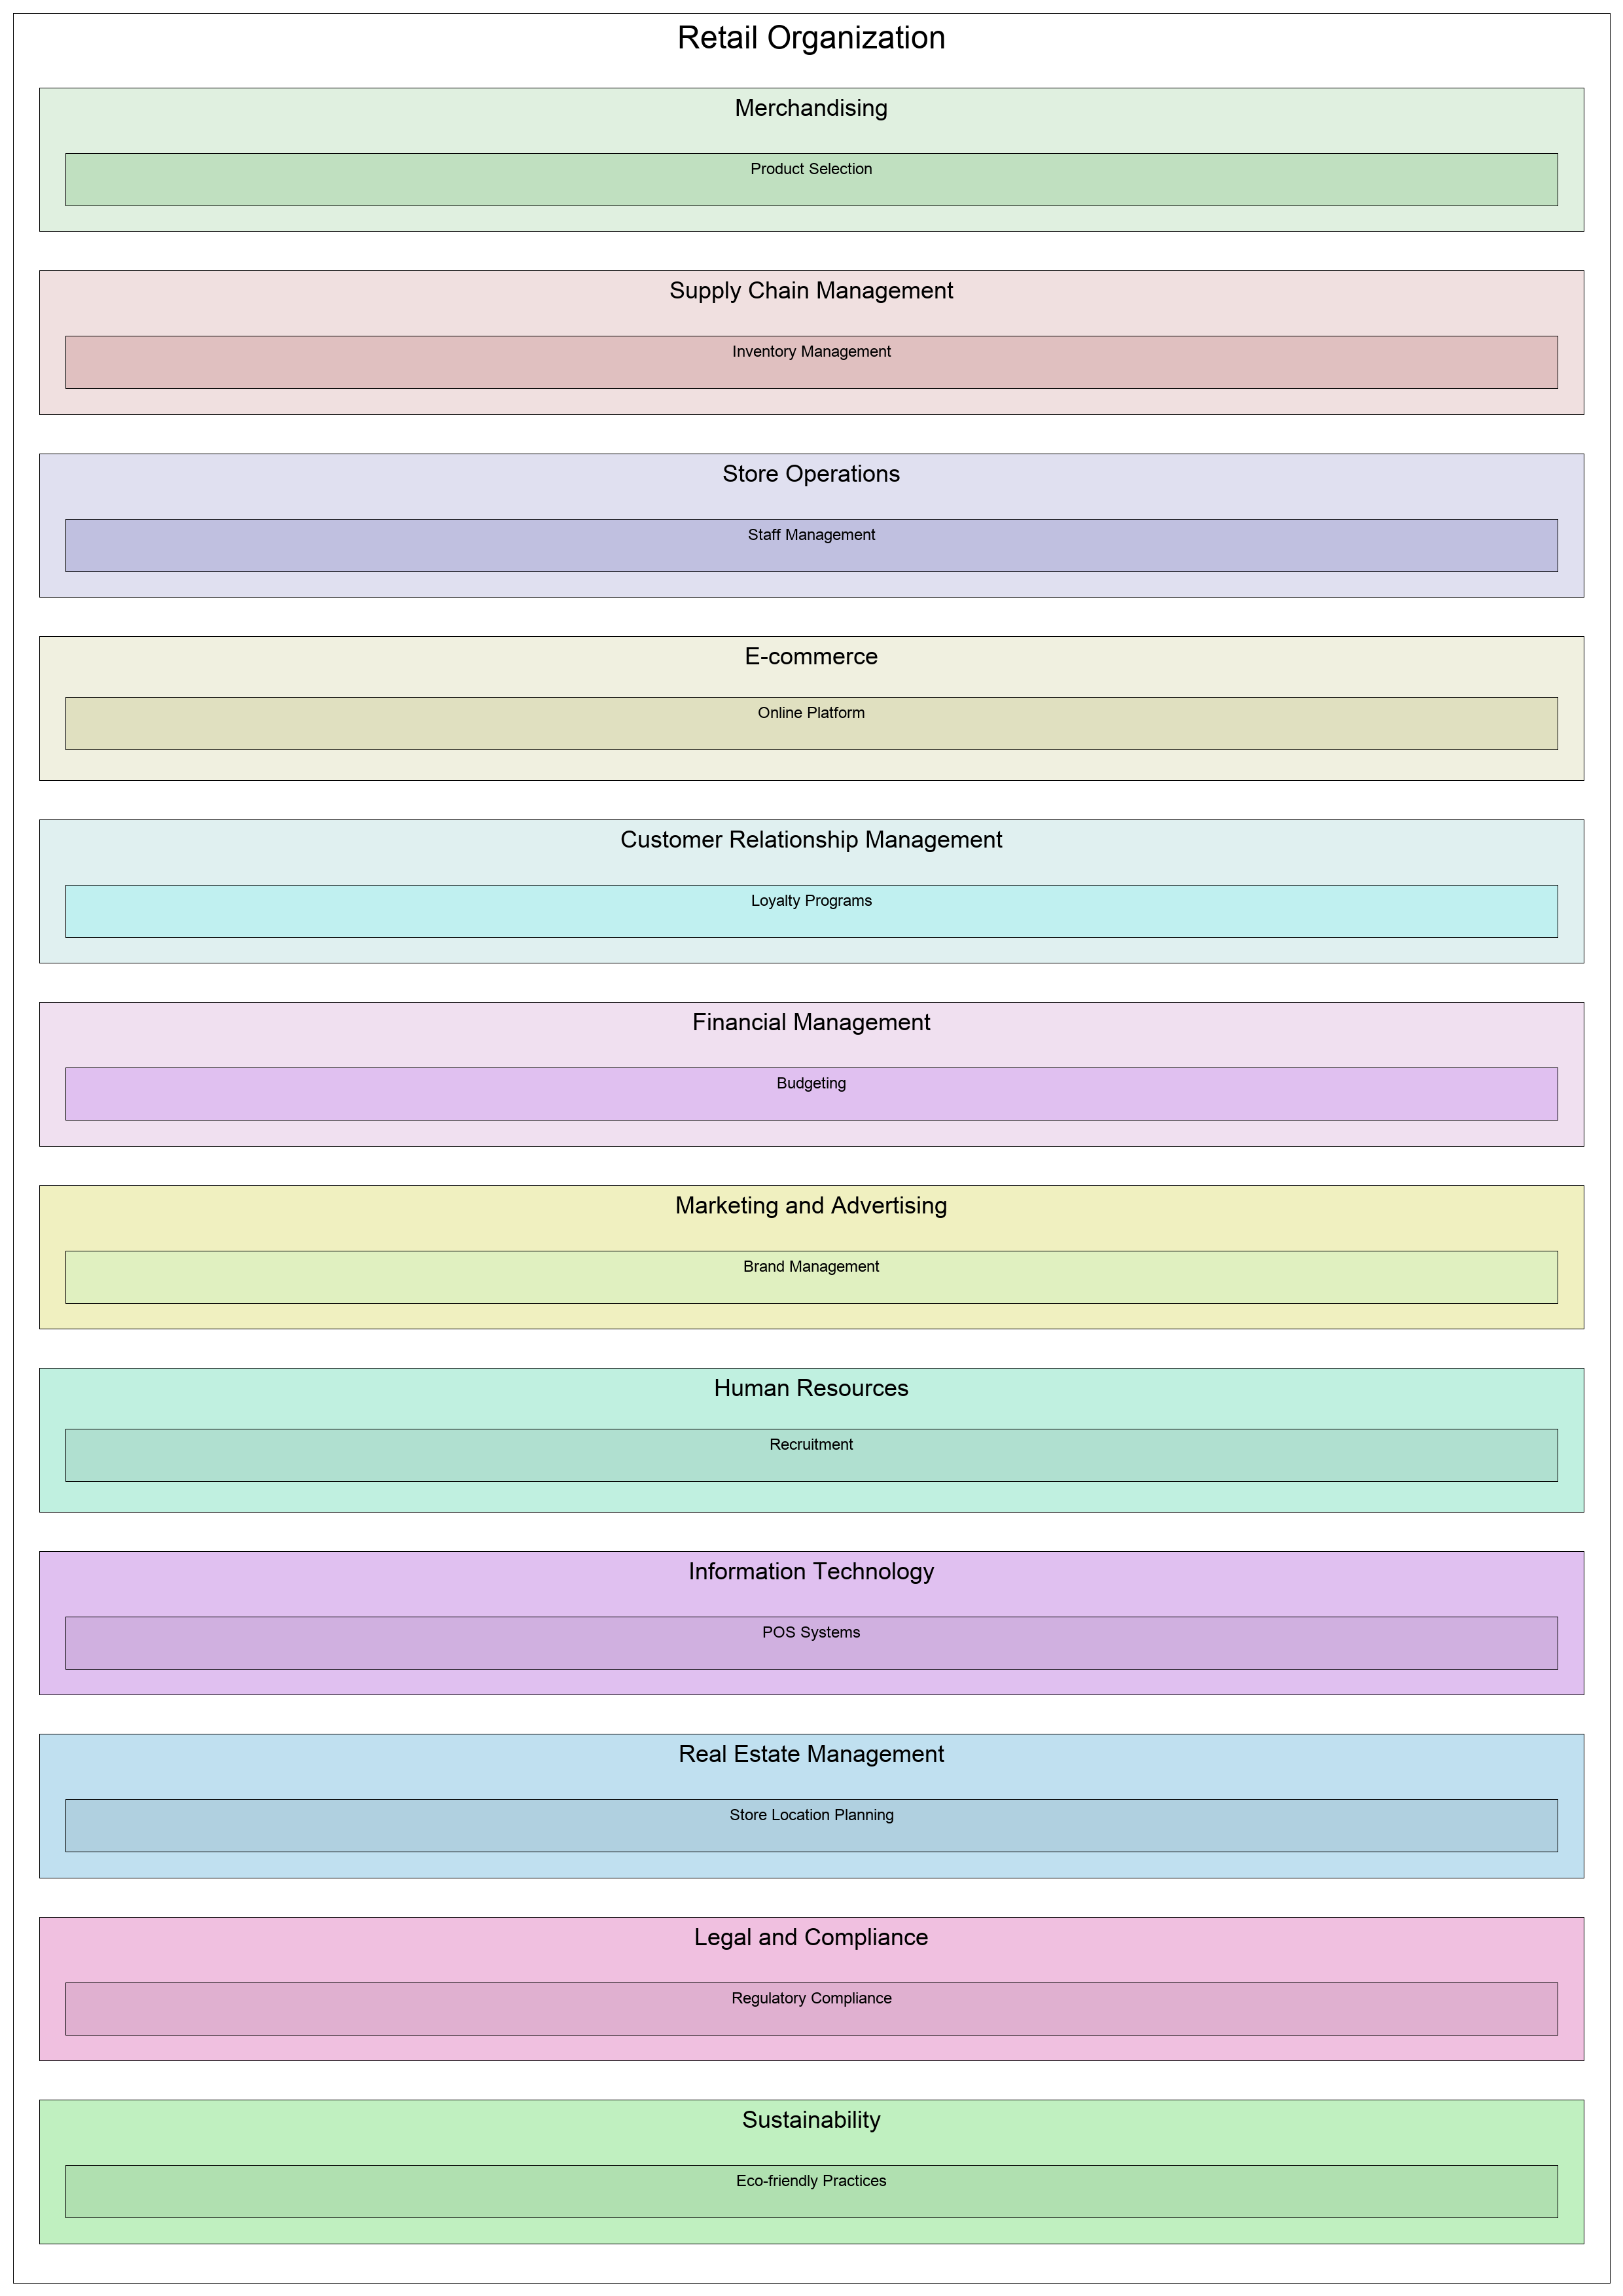 Retail Organization
Merchandising
Product Selection
Supply Chain Management
Inventory Management
Store Operations
Staff Management
E-commerce
Online Platform
Customer Relationship Management
Loyalty Programs
Financial Management
Budgeting
Marketing and Advertising
Brand Management
Human Resources
Recruitment
Information Technology
POS Systems
Real Estate Management
Store Location Planning
Legal and Compliance
Regulatory Compliance
Sustainability
Eco-friendly Practices